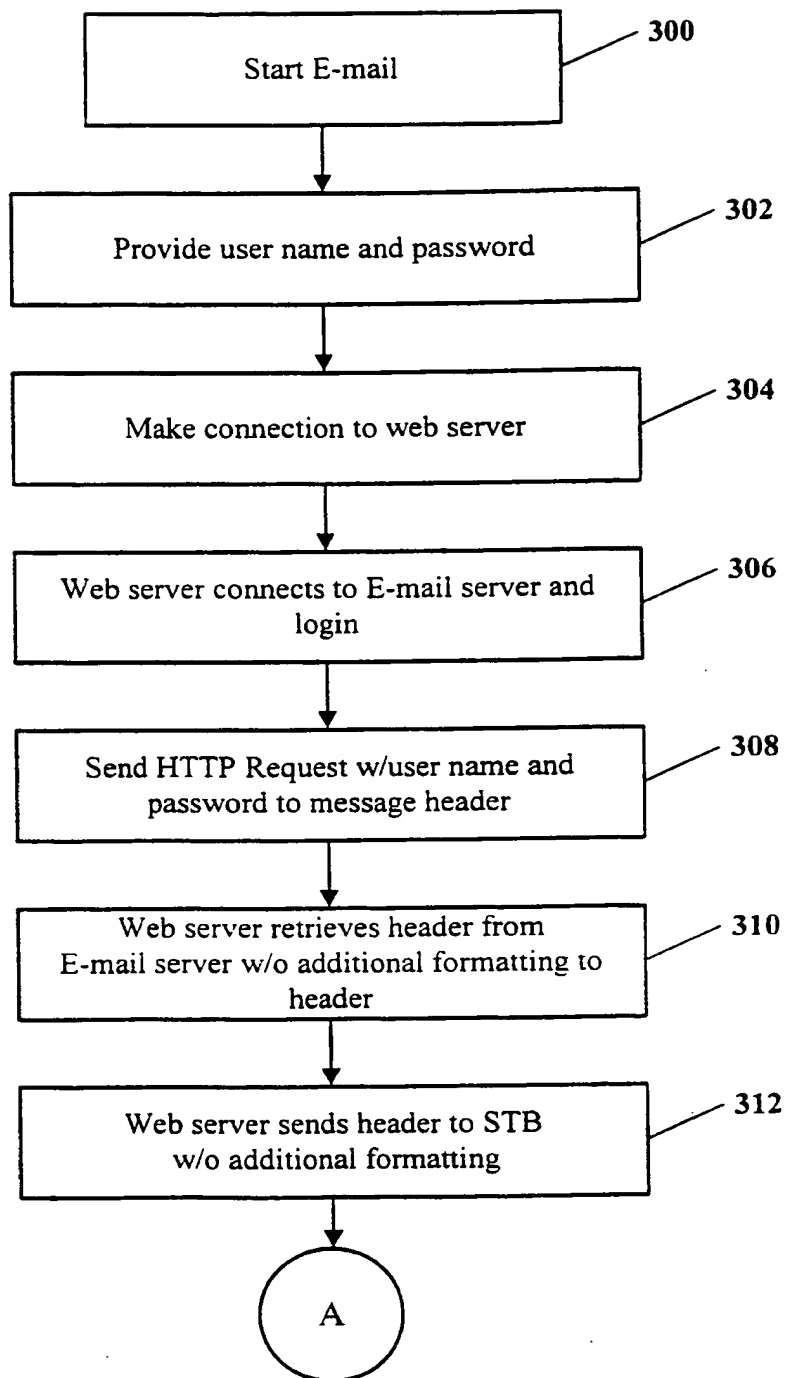 Start E-mail
300
Provide user name and password
302
Make connection to web server
304
Web server connects to E-mail server and
login
306
Send HTTP Request w/user name and
password to message header
308
Web server retrieves header from
E-mail server w/o additional formatting to
header
310
Web server sends header to STB
w/o additional formatting
312
A